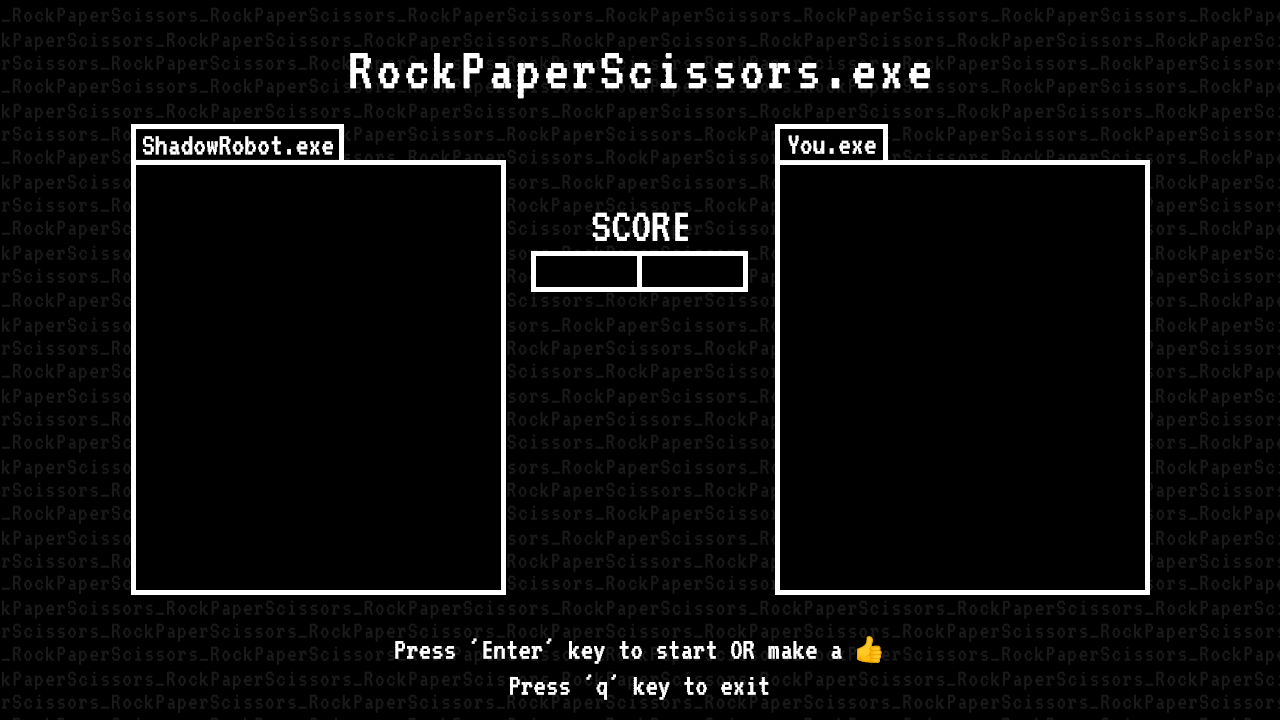 RockPaperScissors.exe
ShadowRobot.exe
You.exe
SCORE
Press ´Enter´ key to start OR make a 👍
Press ´q´ key to exit